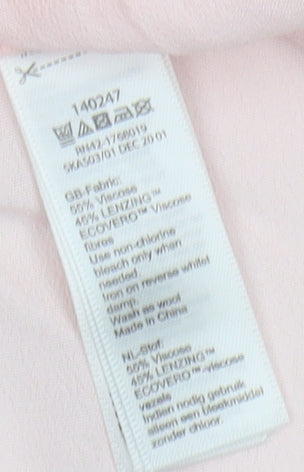 140247
RN42-1768019
5KAS03/01 DEC 20 01
GB-Fabric:
55% Viscose
45% LENZING™
ECOVERO™ Viscose
fibres
Use non-chlorine
bleach only when
needed.
Iron on reverse whilst
damp.
Wash as wool
Made in China
NL-Stof:
55% Viscose
45% LENZING™
ECOVERO™-viscose
vezels
Indien nodig gebruik
alleen een bleekmiddel
zonder chloor.